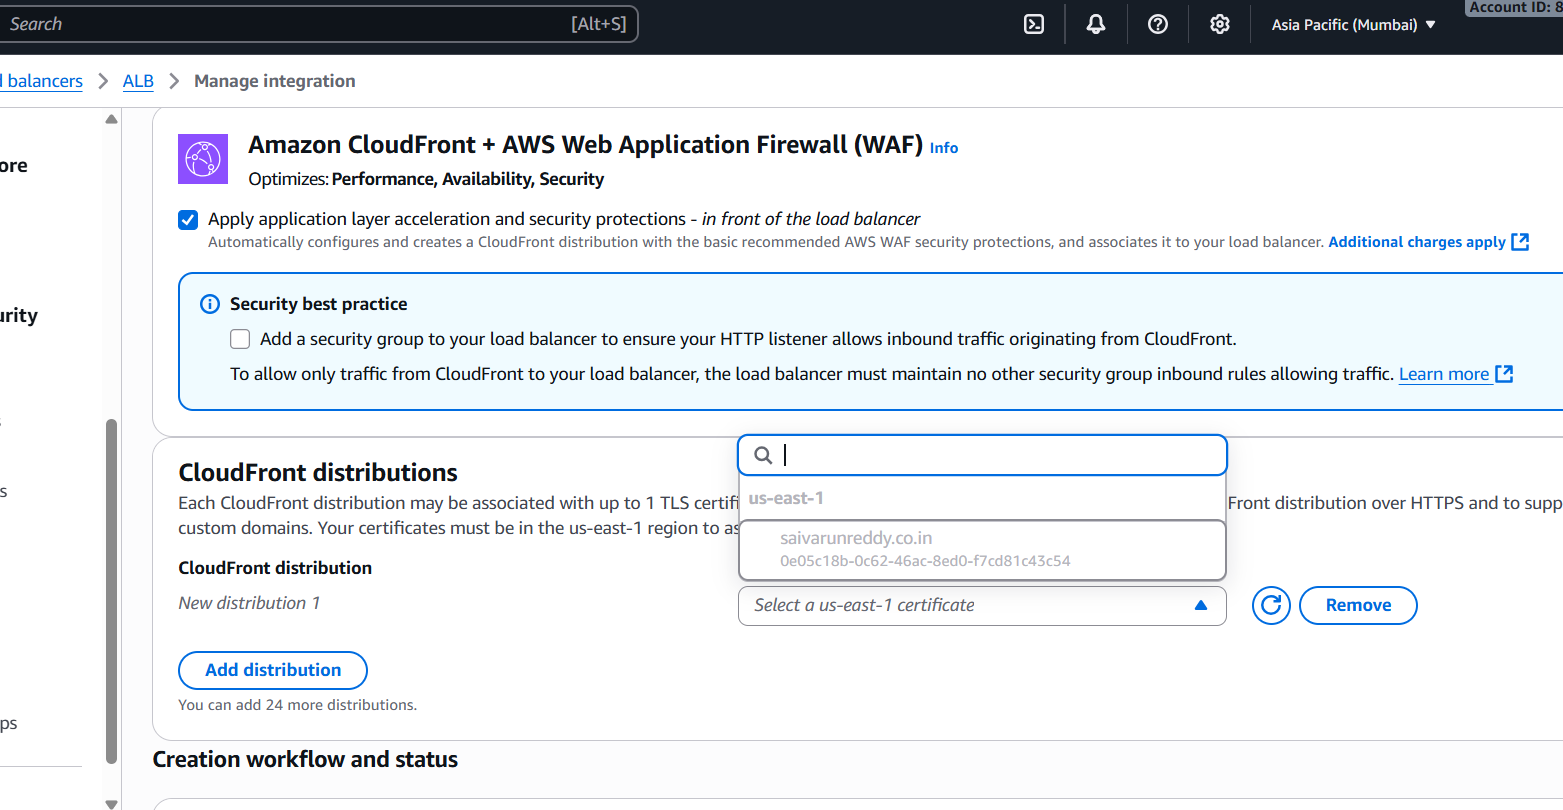 Search [Alt+S] Asia Pacific (Mumbai) Account ID: 8
d balancers ALB Manage integration
ore
urity
s
s
ps
Amazon CloudFront + AWS Web Application Firewall (WAF) Info
Optimizes: Performance, Availability, Security
Apply application layer acceleration and security protections - in front of the load balancer
Automatically configures and creates a CloudFront distribution with the basic recommended AWS WAF security protections, and associates it to your load balancer. Additional charges apply
Security best practice
Add a security group to your load balancer to ensure your HTTP listener allows inbound traffic originating from CloudFront.
To allow only traffic from CloudFront to your load balancer, the load balancer must maintain no other security group inbound rules allowing traffic. Learn more
CloudFront distributions
Each CloudFront distribution may be associated with up to 1 TLS certifi Front distribution over HTTPS and to supp
custom domains. Your certificates must be in the us-east-1 region to as
us-east-1
saivarunreddy.co.in
0e05c18b-0c62-46ac-8ed0-f7cd81c43c54
CloudFront distribution
New distribution 1 Select a us-east-1 certificate Remove
Add distribution
You can add 24 more distributions.
Creation workflow and status